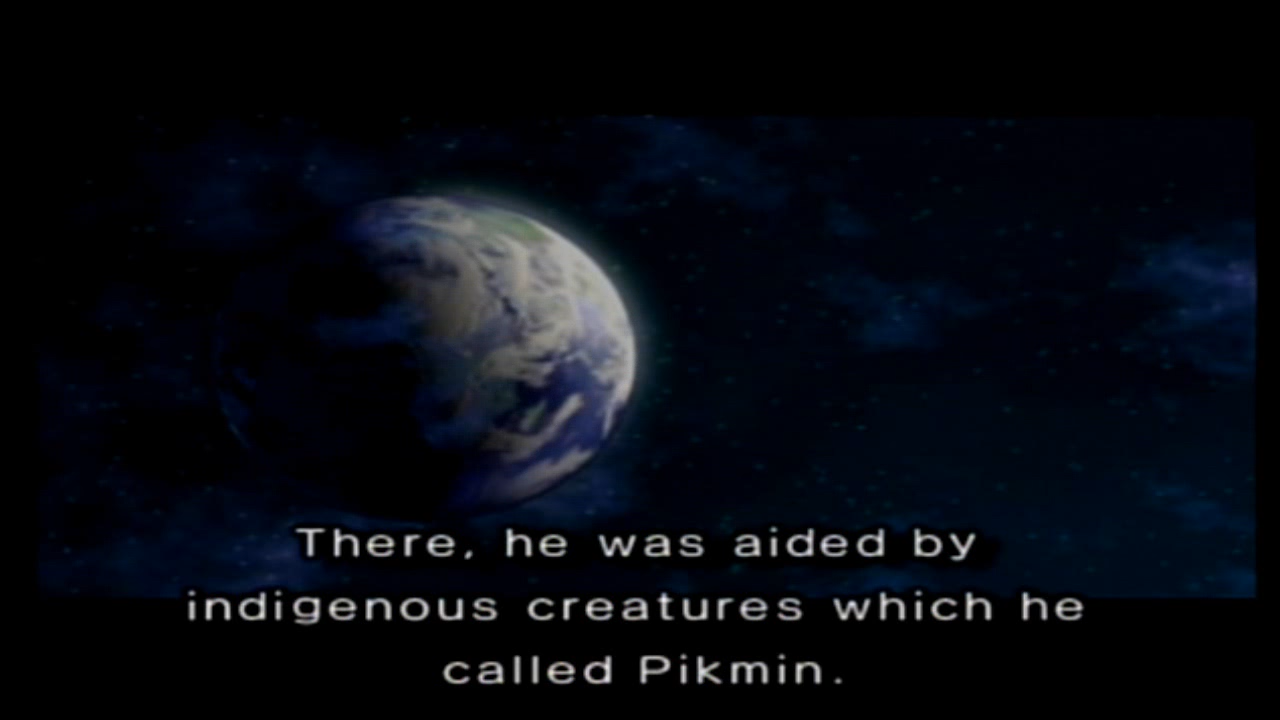 There, he was aided by
indigenous creatures which he
called Pikmin.